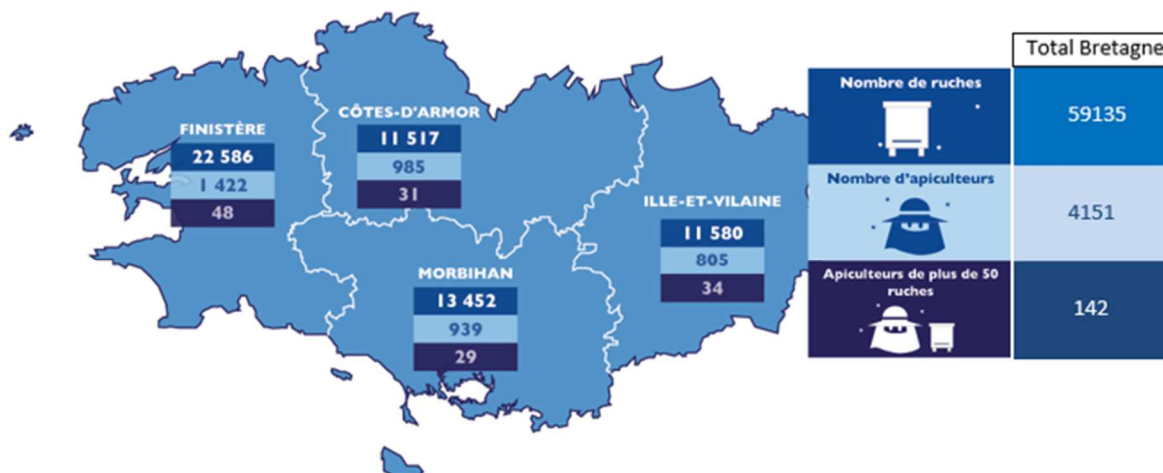 FINISTÈRE
22 586
1 422
48
CÔTES-D'ARMOR
11 517
985
31
MORBIHAN
13 452
939
29
ILLE-ET-VILAINE
11 580
805
34
Total Bretagne
Nombre de ruches
59135
Nombre d'apiculteurs
4151
Apiculteurs de plus de 50
ruches
142